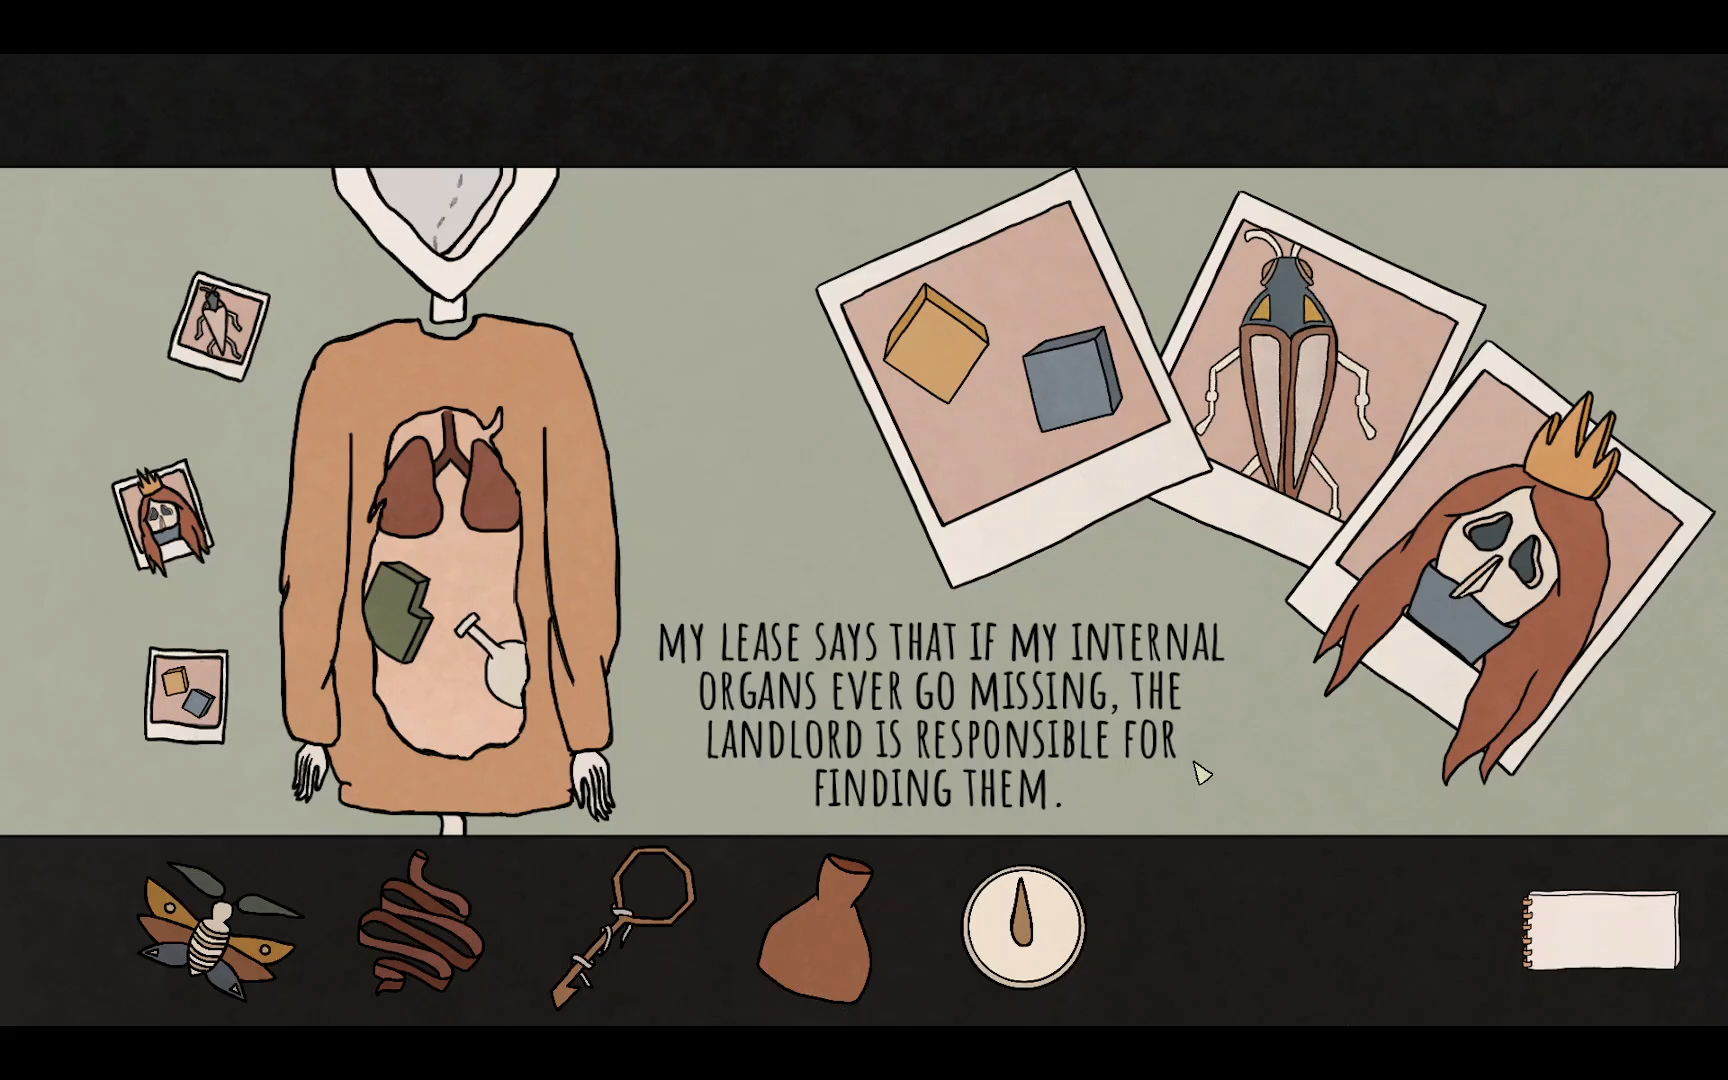 MY LEASE SAYS THAT IF MY INTERNAL
ORGANS EVER GO MISSING, THE
LANDLORD IS RESPONSIBLE FOR
FINDING THEM.